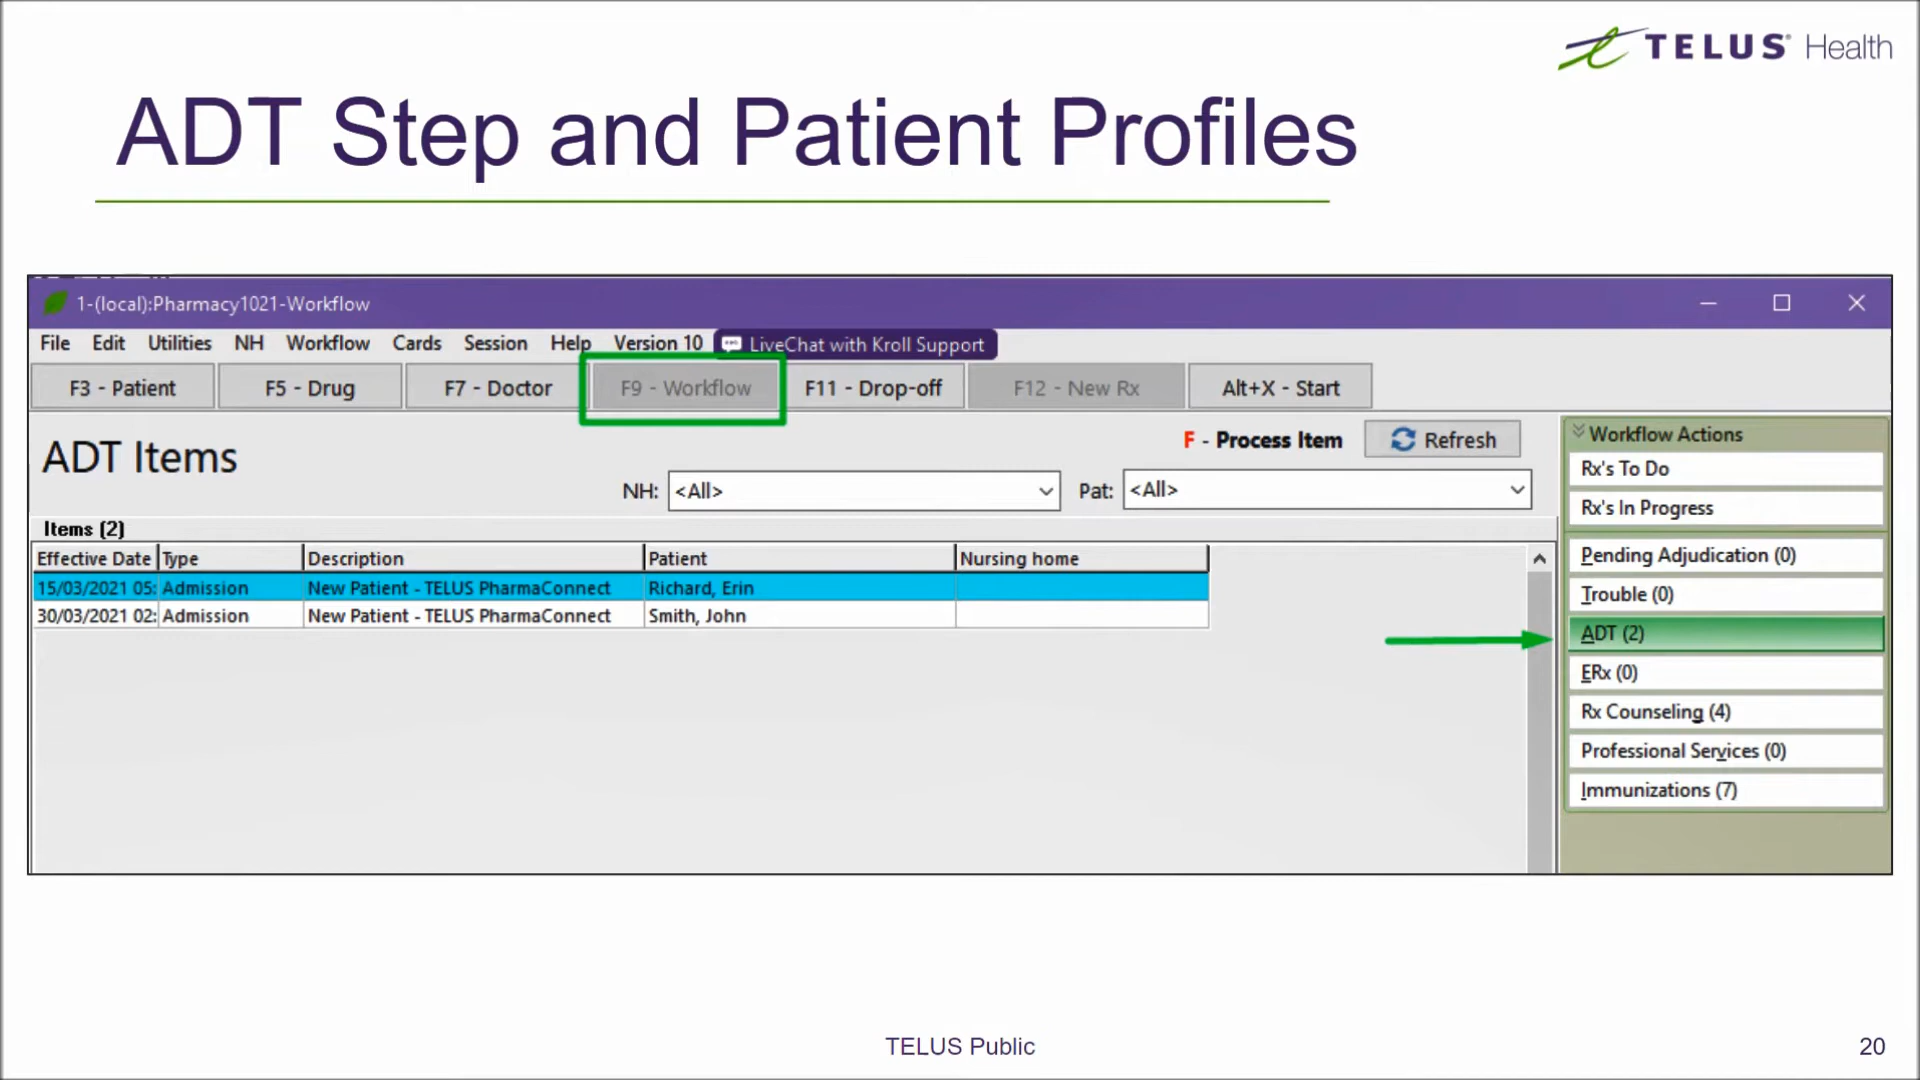 TELUS Health
ADT Step and Patient Profiles
1-(local):Pharmacy1021-Workflow
File Edit Utilities NH Workflow Cards Session Help Version 10 LiveChat with Kroll Support
F3 - Patient F5 - Drug F7 - Doctor F9 - Workflow F11 - Drop-off F12 - New Rx Alt+X - Start
ADT Items
F - Process Item Refresh
NH: <All> Pat: <All>
Items (2)
Effective Date Type Description Patient Nursing home
15/03/2021 05: Admission New Patient - TELUS PharmaConnect Richard, Erin
30/03/2021 02: Admission New Patient - TELUS PharmaConnect Smith, John
Workflow Actions
Rx's To Do
Rx's In Progress
Pending Adjudication (0)
Trouble (0)
ADT (2)
ERx (0)
Rx Counseling (4)
Professional Services (0)
Immunizations (7)
TELUS Public
20